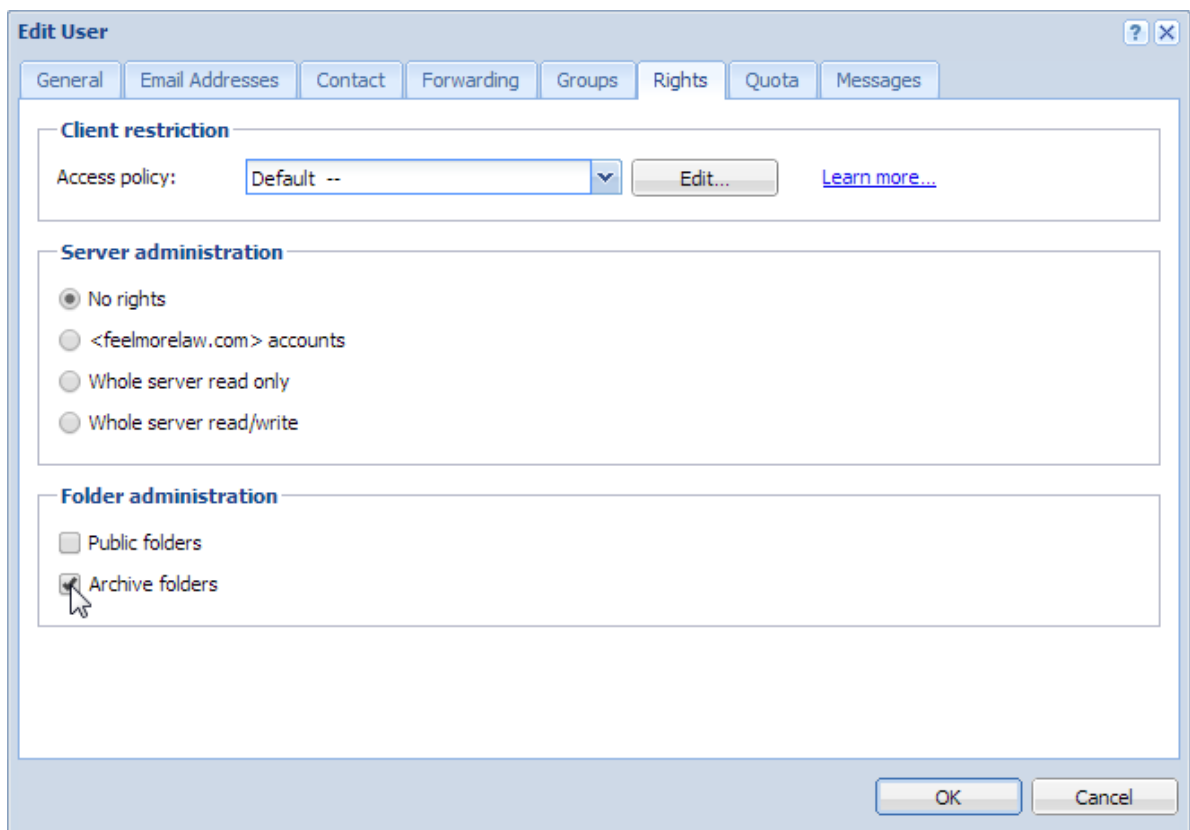 Edit User
?
General Email Addresses Contact Forwarding Groups Rights Quota Messages
Client restriction
Access policy: Default -- Edit... Learn more...
Server administration
No rights
<feelmorelaw.com> accounts
Whole server read only
Whole server read/write
Folder administration
Public folders
Archive folders
OK Cancel